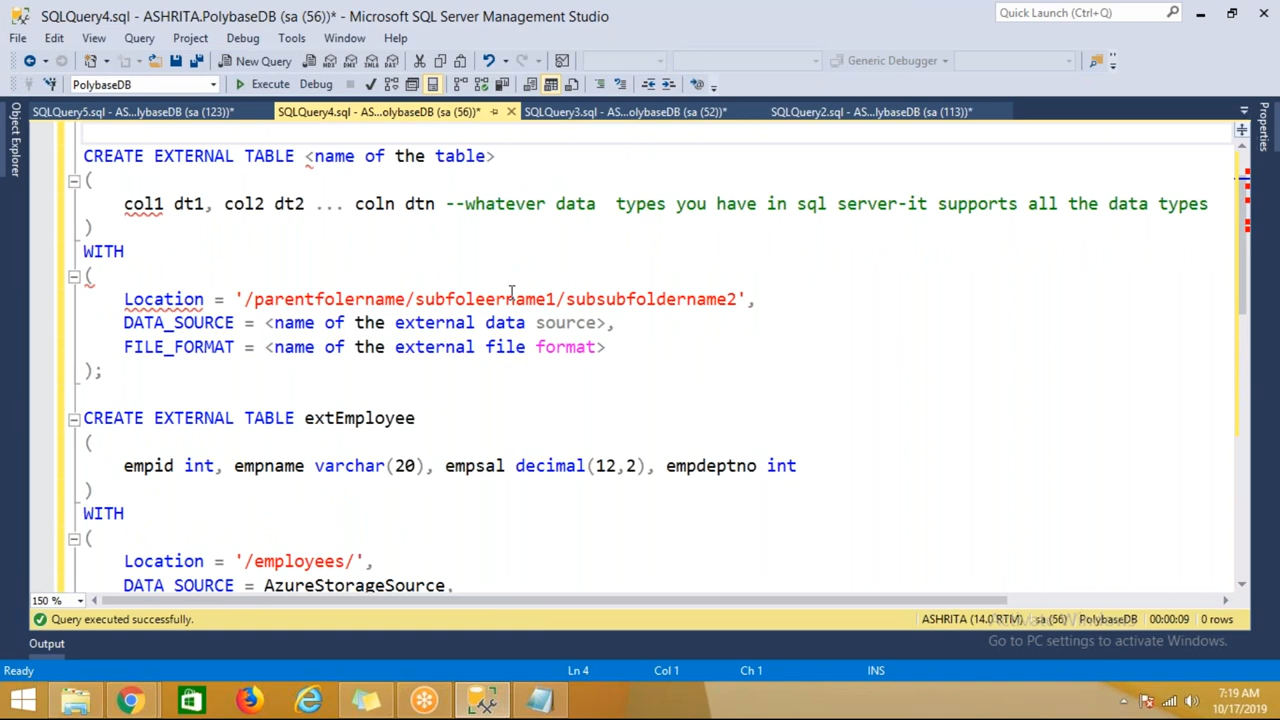 SQLQuery4.sql - ASHRITA.PolybaseDB (sa (56))* - Microsoft SQL Server Management Studio
Quick Launch (Ctrl+Q)
File Edit View Query Project Debug Tools Window Help
New Query
Generic Debugger
PolybaseDB
Execute Debug
SQLQuery5.sql - AS...lybaseDB (sa (123))*
SQLQuery4.sql - AS...olybaseDB (sa (56))*
SQLQuery3.sql - AS...olybaseDB (sa (52))*
SQLQuery2.sql - AS...lybaseDB (sa (113))*
Object Explorer
Properties
CREATE EXTERNAL TABLE <name of the table>
(
col1 dt1, col2 dt2 ... coln dtn --whatever data  types you have in sql server-it supports all the data types
)
WITH
(
Location = '/parentfolername/subfoleername1/subsubfoldername2',
DATA_SOURCE = <name of the external data source>,
FILE_FORMAT = <name of the external file format>
);
CREATE EXTERNAL TABLE extEmployee
(
empid int, empname varchar(20), empsal decimal(12,2), empdeptno int
)
WITH
(
Location = '/employees/',
DATA_SOURCE = AzureStorageSource,
150 %
Query executed successfully.
ASHRITA (14.0 RTM) sa (56) PolybaseDB 00:00:09 0 rows
Activate Windows
Go to PC settings to activate Windows.
Output
Ready
Ln 4 Col 1 Ch 1 INS
7:19 AM
10/17/2019